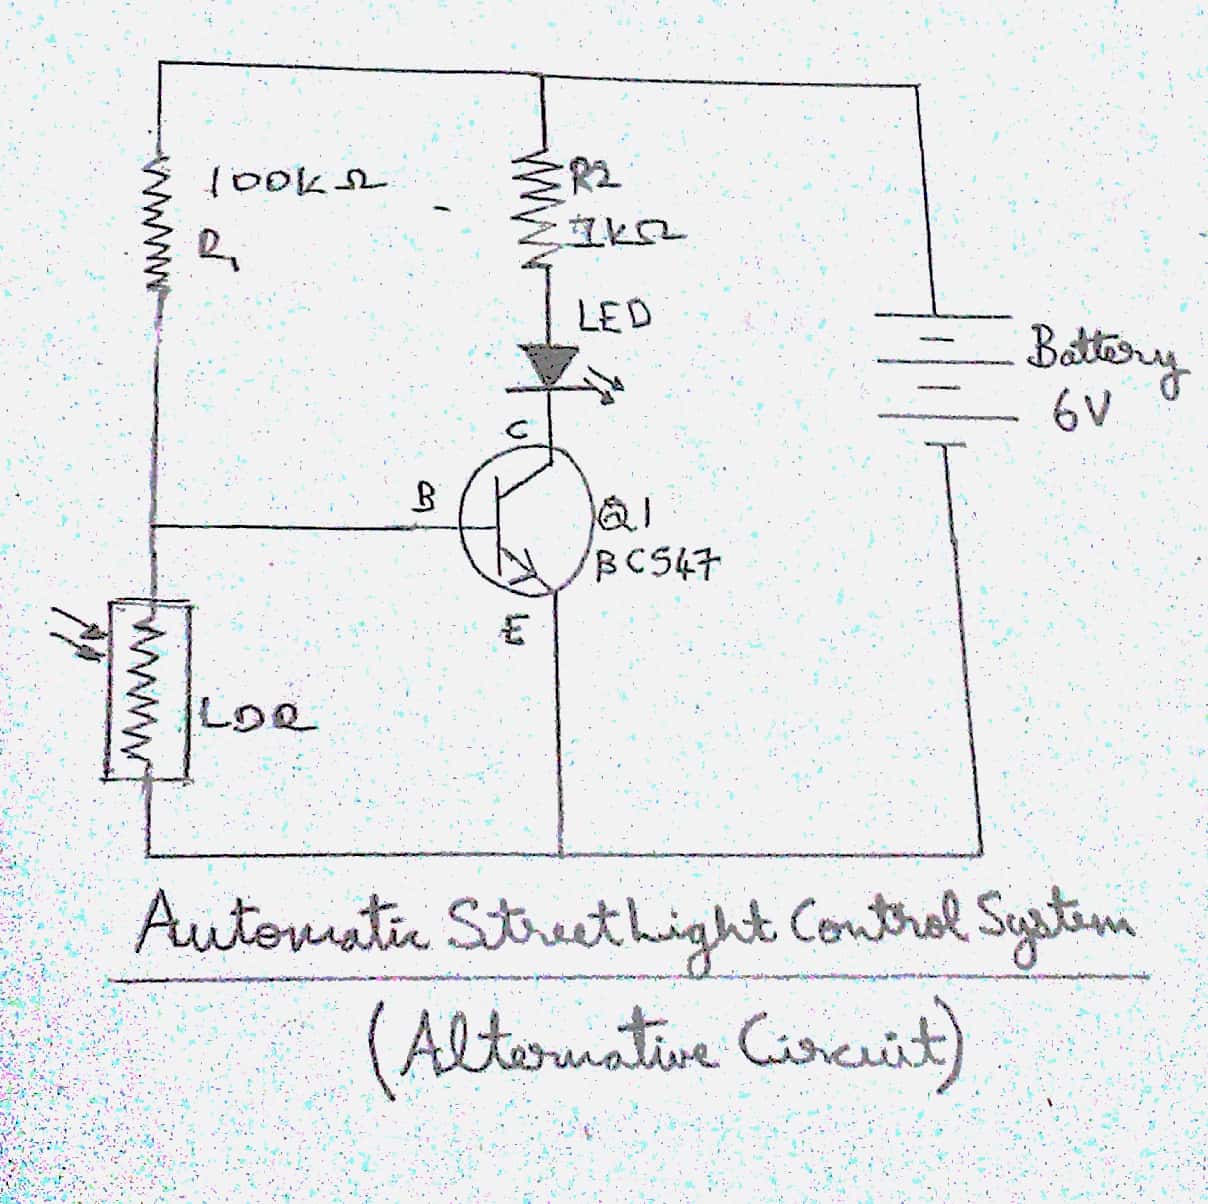 100kΩ
R1
R2
1kΩ
LED
Battery
6V
C
B
Q1
BC547
E
LDR
Automatic Street Light Control System
(Alternative Circuit)